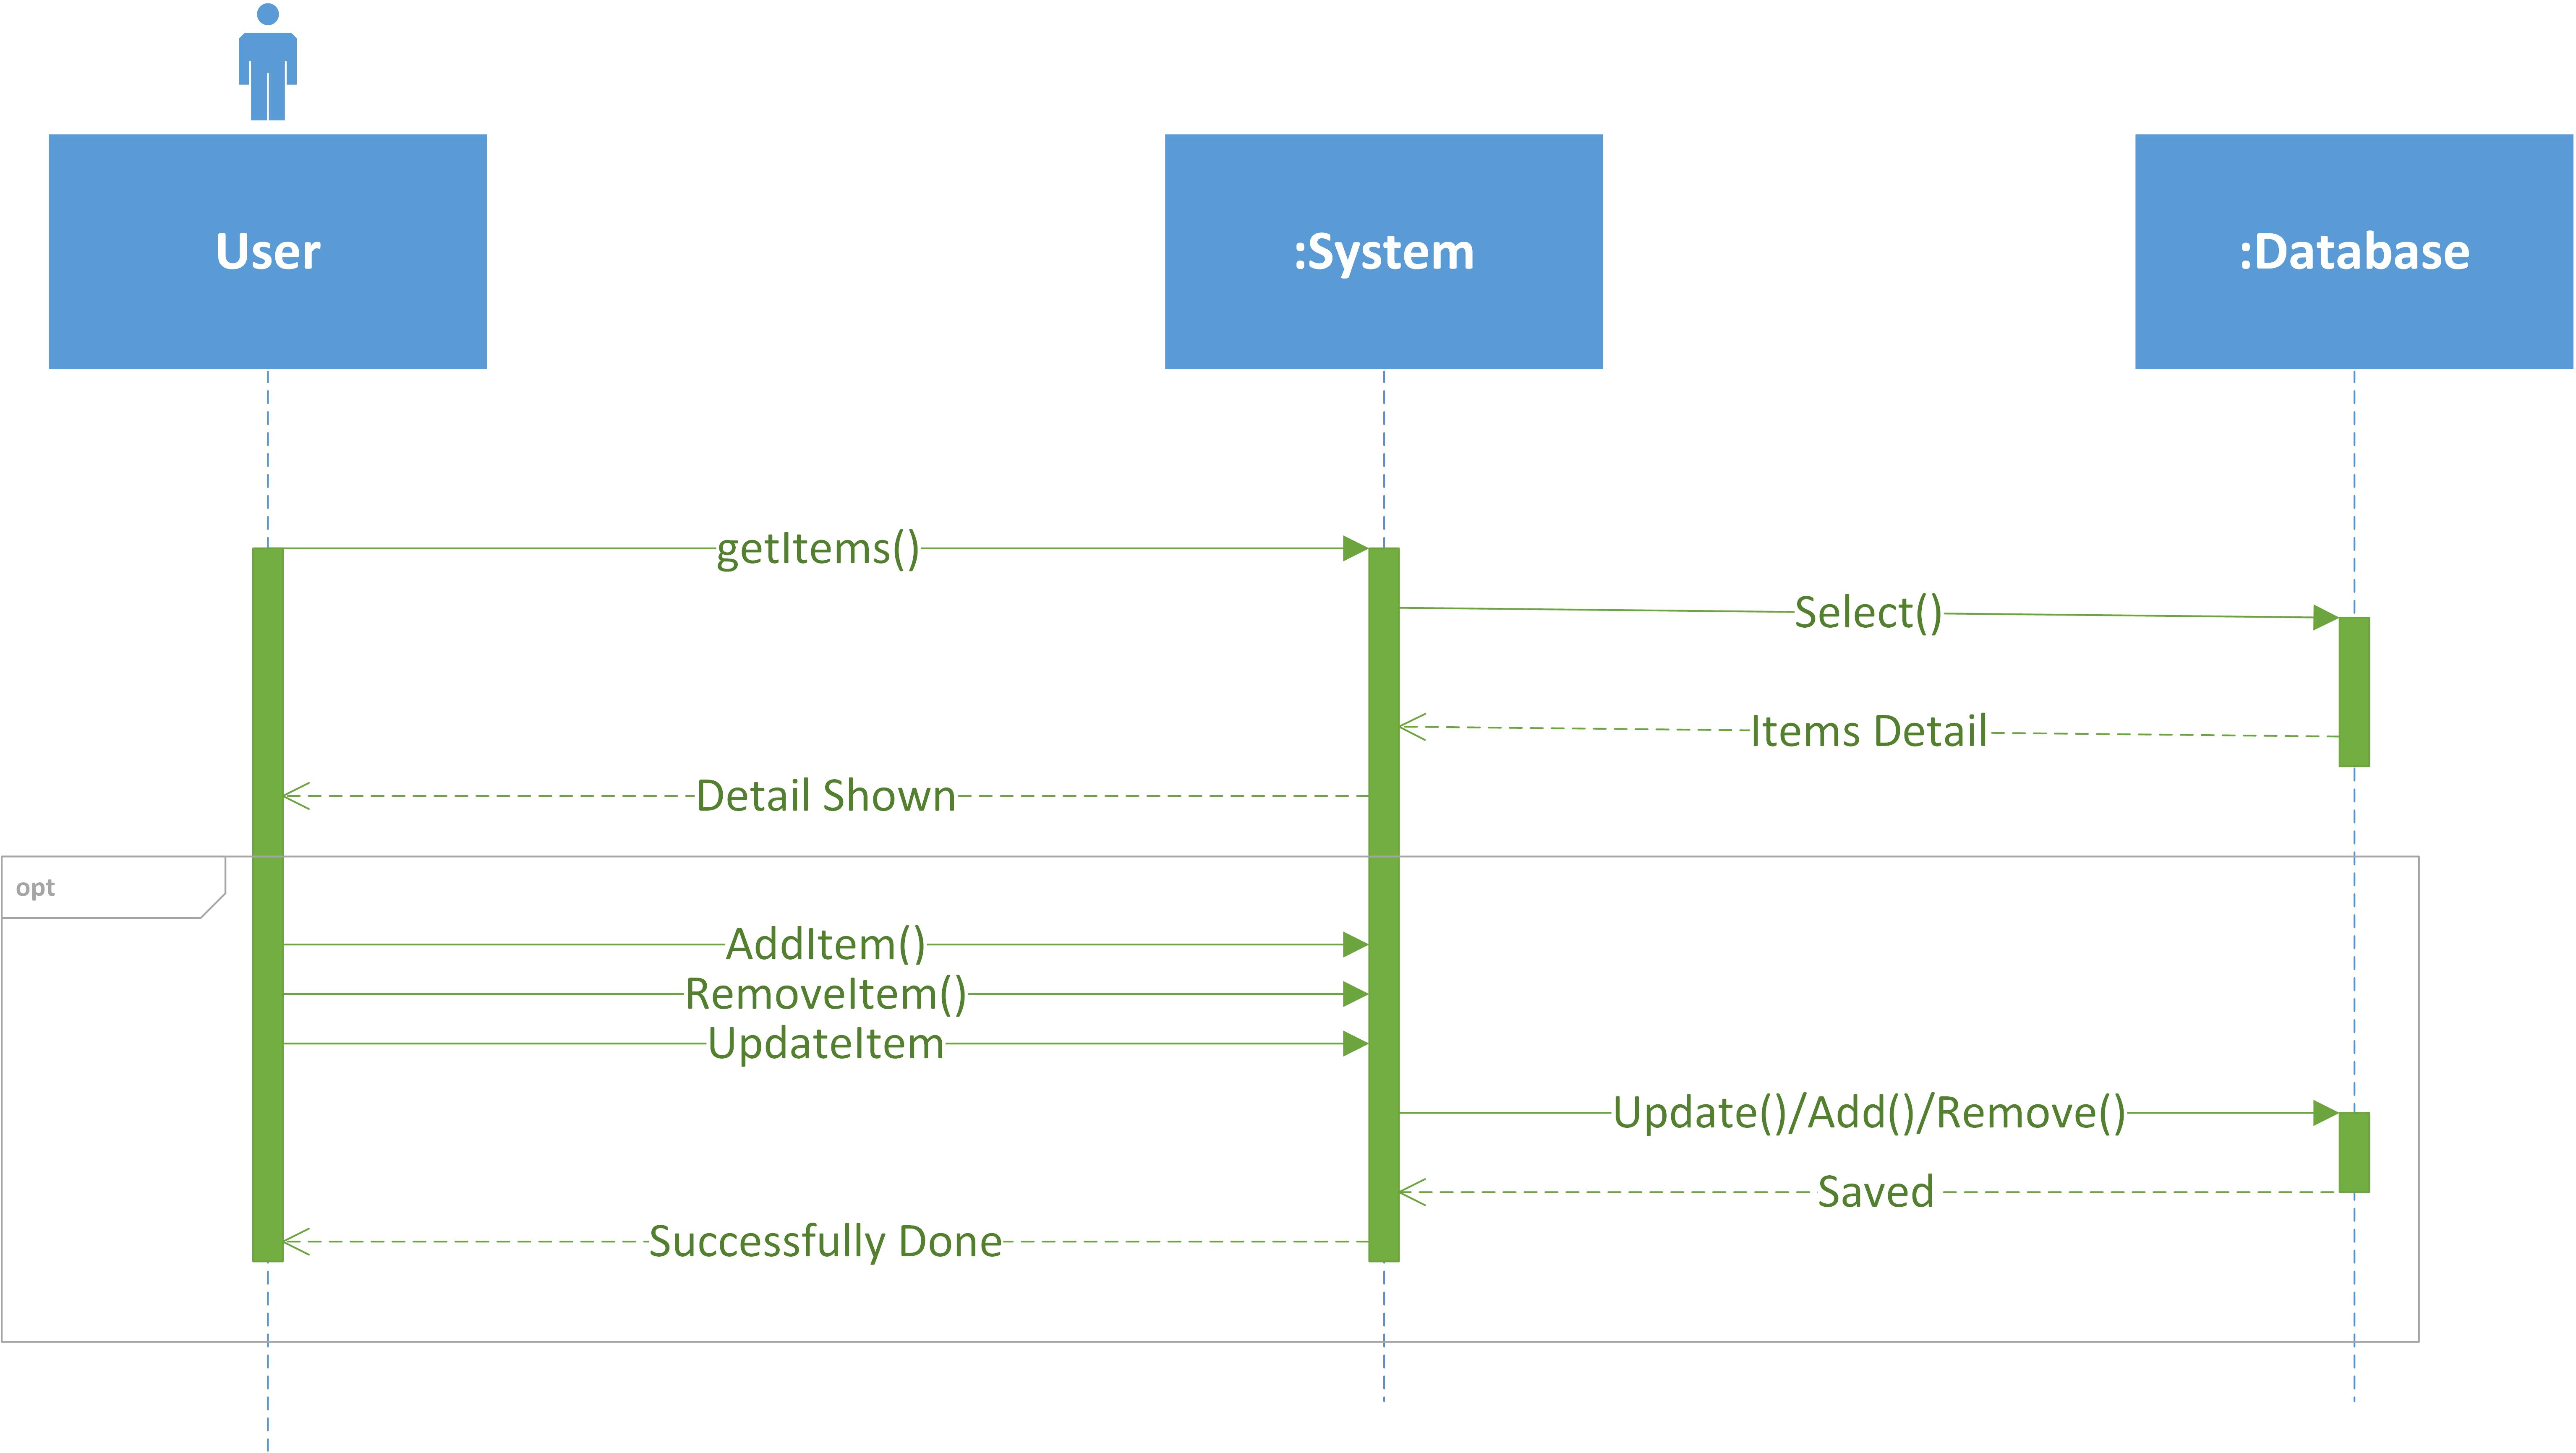 User
:System
:Database
getItems()
Select()
Items Detail
Detail Shown
opt
AddItem()
RemoveItem()
UpdateItem
Update()/Add()/Remove()
Saved
Successfully Done